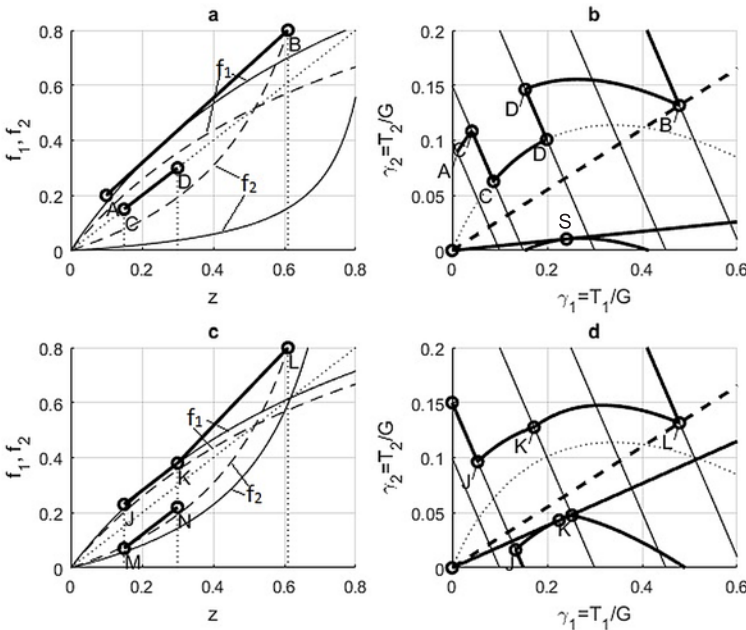 a
0.8
0.6
0.4
0.2
0
f₁, f₂
0
0.2
0.4
0.6
0.8
z
f₁
f₂
A
B
C
D
b
0.2
0.15
0.1
0.05
0
γ₂=T₂/G
0
0.2
0.4
0.6
γ₁=T₁/G
A
C
C
D
D
B
S
c
0.8
0.6
0.4
0.2
0
f₁, f₂
0
0.2
0.4
0.6
0.8
z
f₁
f₂
J
K
L
M
N
d
0.2
0.15
0.1
0.05
0
γ₂=T₂/G
0
0.2
0.4
0.6
γ₁=T₁/G
J
K
L
J
K